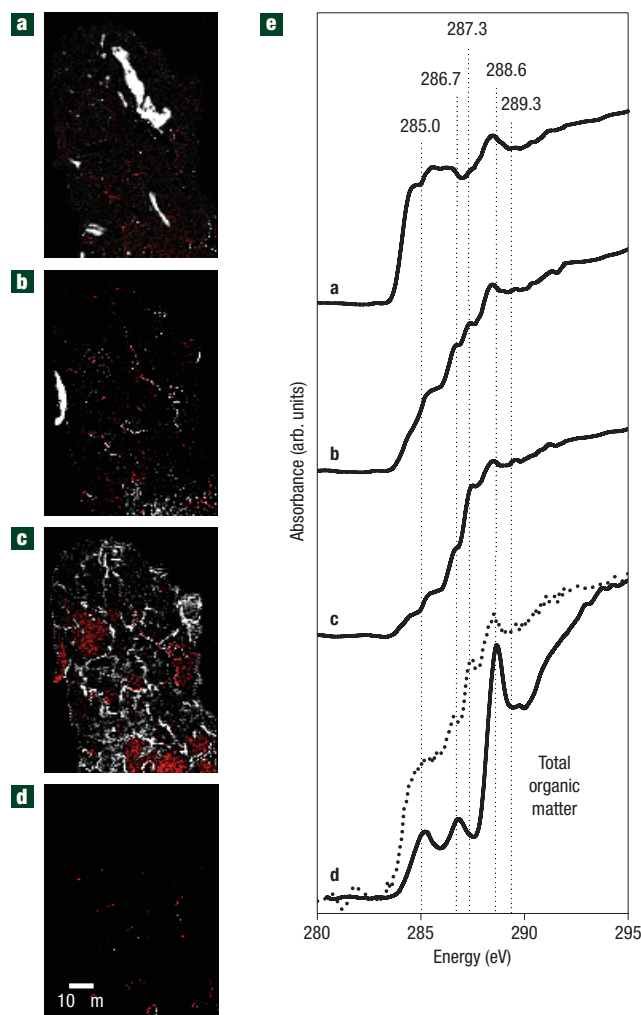 a
b
c
d
10 m
e
287.3
286.7 288.6
285.0 289.3
a
b
c
Total
organic
matter
d
Absorbance (arb. units)
280 285 290 295
Energy (eV)